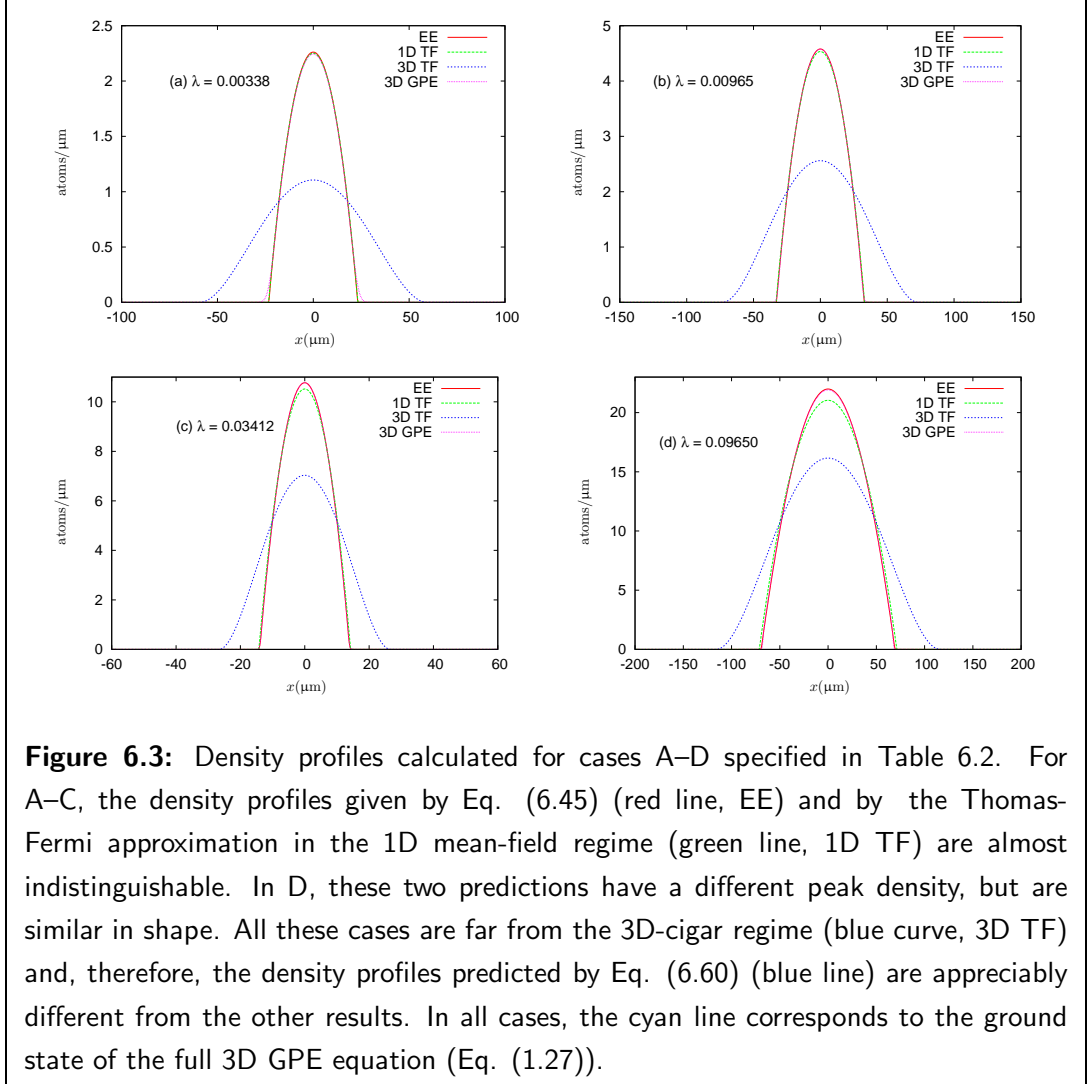 2.5
2
1.5
1
0.5
0
atoms/µm
(a) λ = 0.00338
EE
1D TF
3D TF
3D GPE
-100 -50 0 50 100
x(µm)
5
4
3
2
1
0
atoms/µm
(b) λ = 0.00965
EE
1D TF
3D TF
3D GPE
-150 -100 -50 0 50 100 150
x(µm)
10
8
6
4
2
0
atoms/µm
(c) λ = 0.03412
EE
1D TF
3D TF
3D GPE
-60 -40 -20 0 20 40 60
x(µm)
20
15
10
5
0
atoms/µm
(d) λ = 0.09650
EE
1D TF
3D TF
3D GPE
-200 -150 -100 -50 0 50 100 150 200
x(µm)
Figure 6.3: Density profiles calculated for cases A–D specified in Table 6.2. For
A–C, the density profiles given by Eq. (6.45) (red line, EE) and by the Thomas-
Fermi approximation in the 1D mean-field regime (green line, 1D TF) are almost
indistinguishable. In D, these two predictions have a different peak density, but are
similar in shape. All these cases are far from the 3D-cigar regime (blue curve, 3D TF)
and, therefore, the density profiles predicted by Eq. (6.60) (blue line) are appreciably
different from the other results. In all cases, the cyan line corresponds to the ground
state of the full 3D GPE equation (Eq. (1.27)).